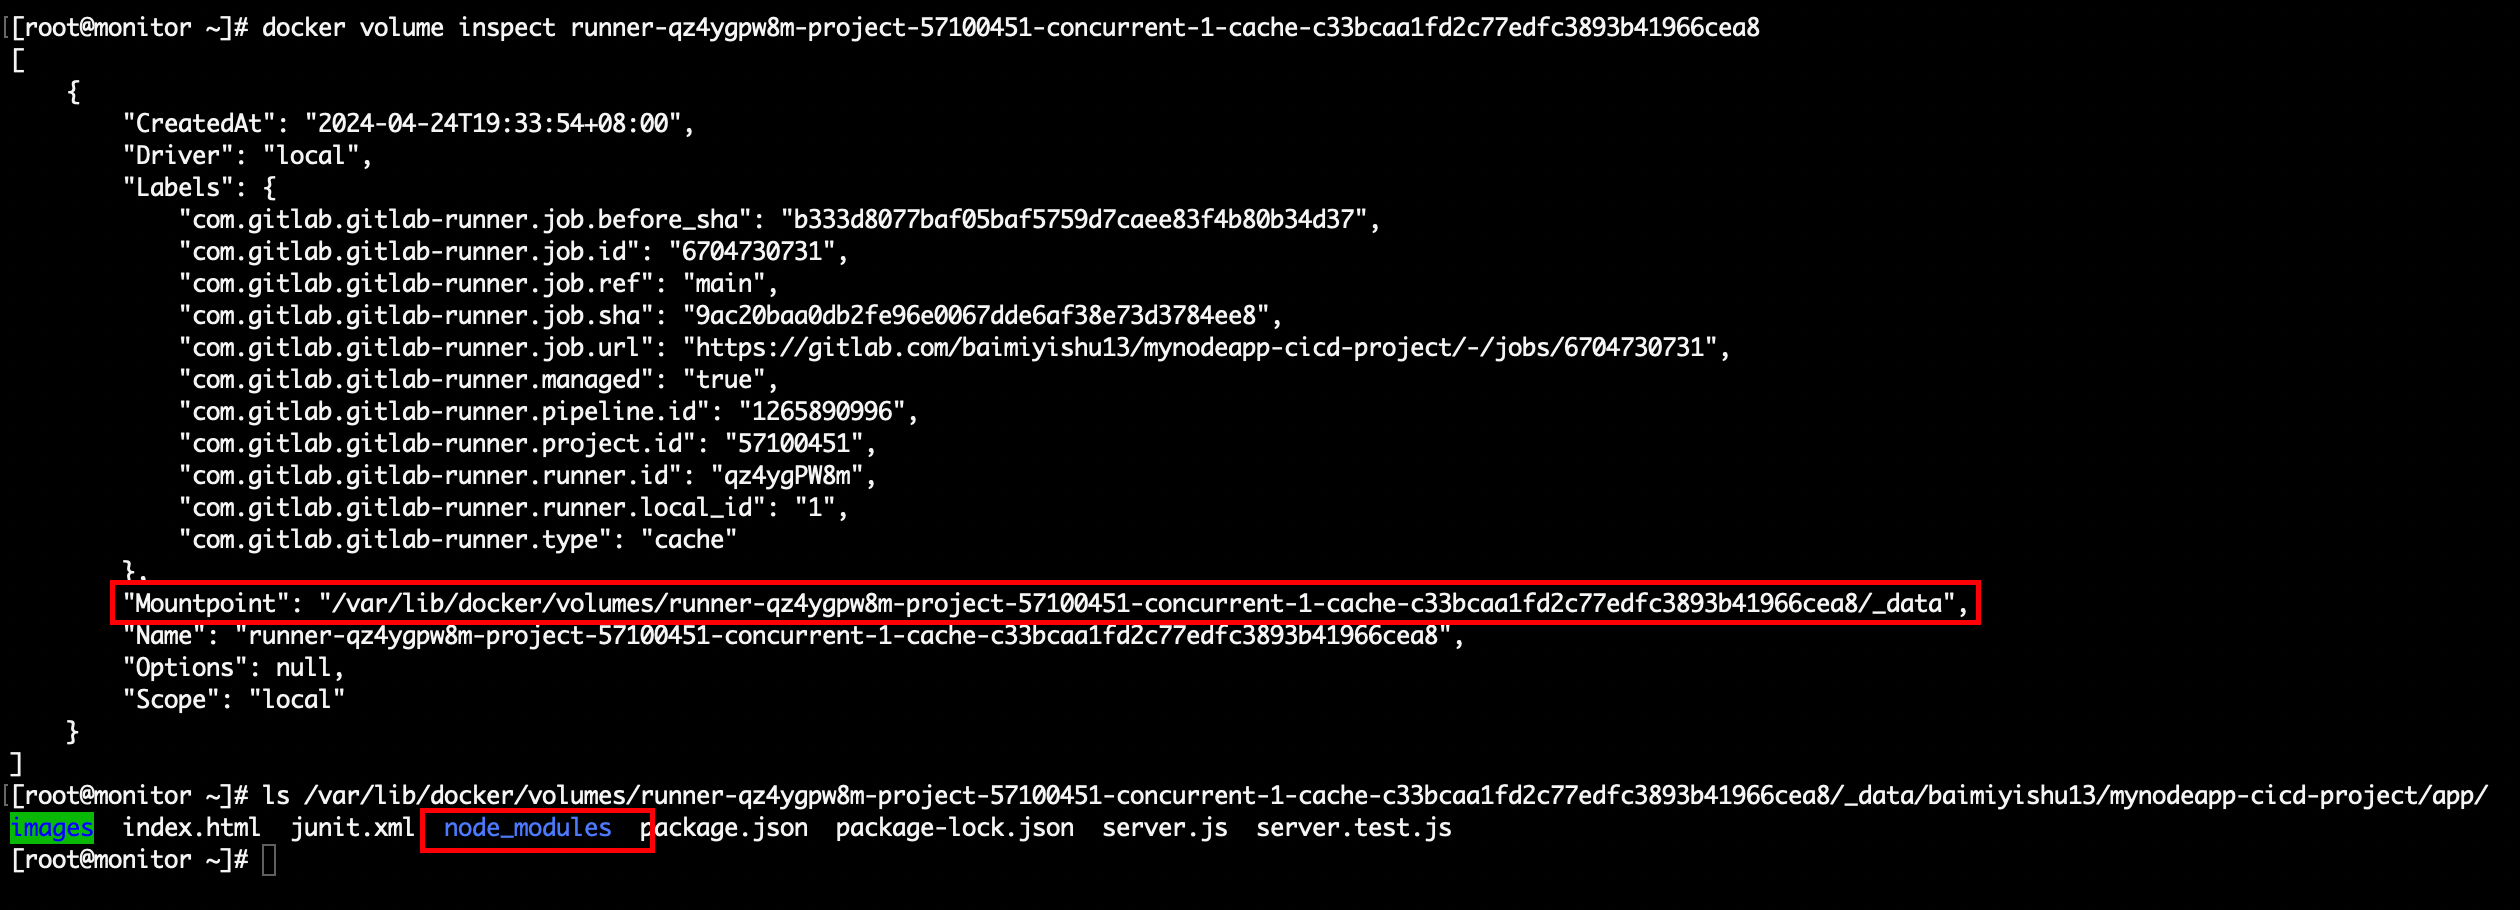 [root@monitor ~]# docker volume inspect runner-qz4ygpw8m-project-57100451-concurrent-1-cache-c33bcaa1fd2c77edfc3893b41966cea8
[
    {
        "CreatedAt": "2024-04-24T19:33:54+08:00",
        "Driver": "local",
        "Labels": {
            "com.gitlab.gitlab-runner.job.before_sha": "b333d8077baf05baf5759d7caee83f4b80b34d37",
            "com.gitlab.gitlab-runner.job.id": "6704730731",
            "com.gitlab.gitlab-runner.job.ref": "main",
            "com.gitlab.gitlab-runner.job.sha": "9ac20baa0db2fe96e0067dde6af38e73d3784ee8",
            "com.gitlab.gitlab-runner.job.url": "https://gitlab.com/baimiyishu13/mynodeapp-cicd-project/-/jobs/6704730731",
            "com.gitlab.gitlab-runner.managed": "true",
            "com.gitlab.gitlab-runner.pipeline.id": "1265890996",
            "com.gitlab.gitlab-runner.project.id": "57100451",
            "com.gitlab.gitlab-runner.runner.id": "qz4ygPW8m",
            "com.gitlab.gitlab-runner.runner.local_id": "1",
            "com.gitlab.gitlab-runner.type": "cache"
        },
        "Mountpoint": "/var/lib/docker/volumes/runner-qz4ygpw8m-project-57100451-concurrent-1-cache-c33bcaa1fd2c77edfc3893b41966cea8/_data",
        "Name": "runner-qz4ygpw8m-project-57100451-concurrent-1-cache-c33bcaa1fd2c77edfc3893b41966cea8",
        "Options": null,
        "Scope": "local"
    }
]
[root@monitor ~]# ls /var/lib/docker/volumes/runner-qz4ygpw8m-project-57100451-concurrent-1-cache-c33bcaa1fd2c77edfc3893b41966cea8/_data/baimiyishu13/mynodeapp-cicd-project/app/
images  index.html  junit.xml  node_modules  package.json  package-lock.json  server.js  server.test.js
[root@monitor ~]#